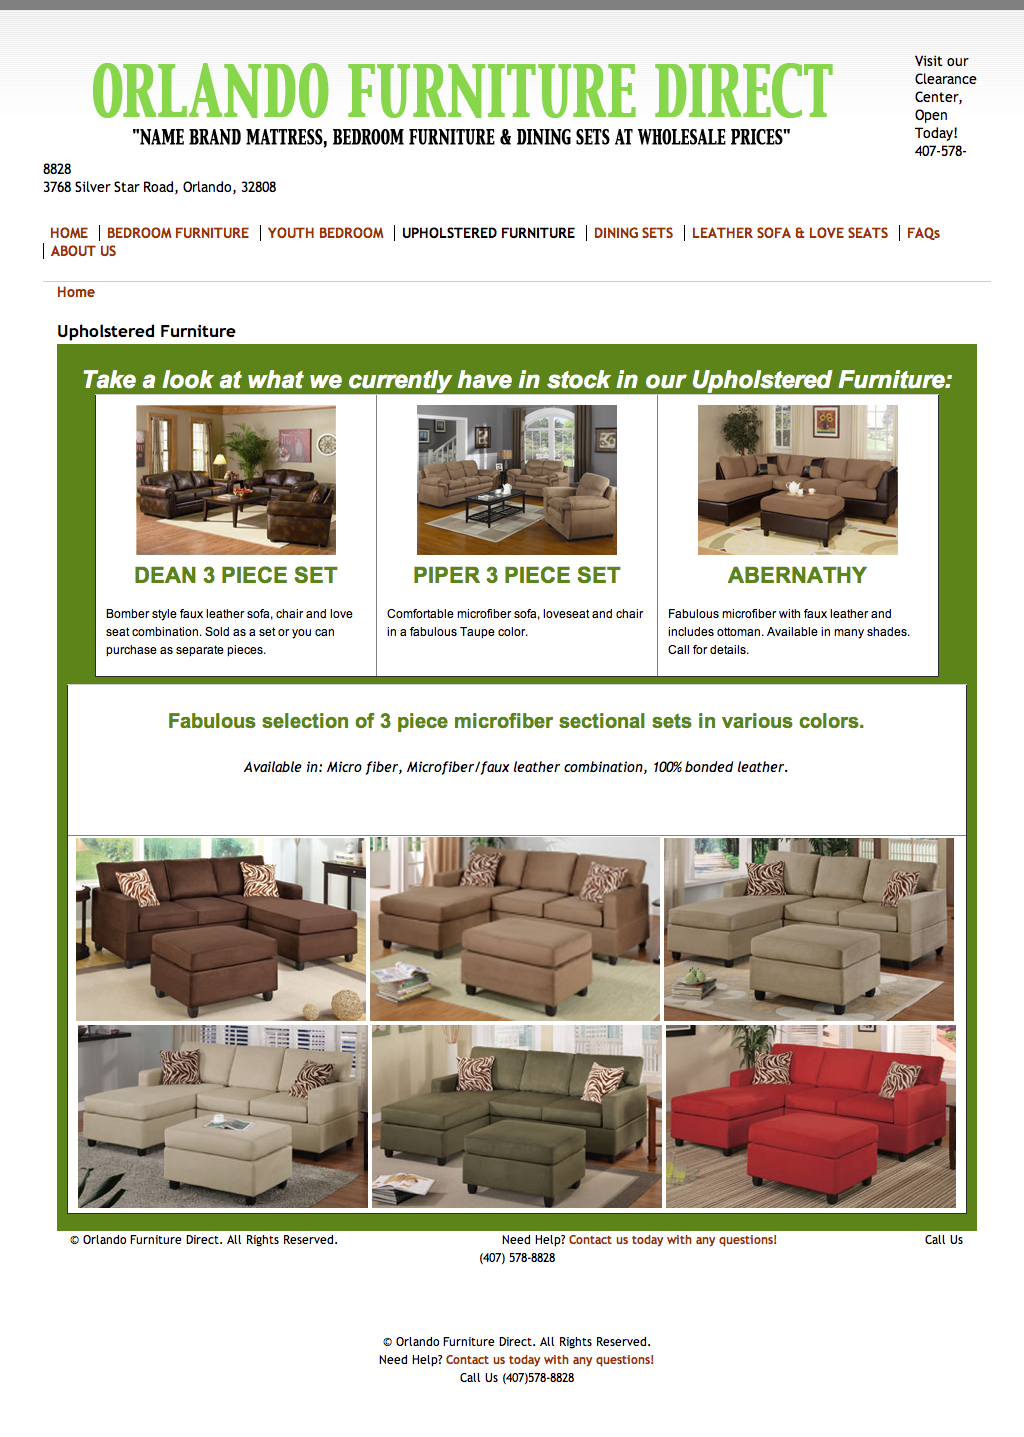 ORLANDO FURNITURE DIRECT
"NAME BRAND MATTRESS, BEDROOM FURNITURE & DINING SETS AT WHOLESALE PRICES"
Visit our
Clearance
Center,
Open
Today!
407-578-
8828
3768 Silver Star Road, Orlando, 32808
HOME BEDROOM FURNITURE YOUTH BEDROOM UPHOLSTERED FURNITURE DINING SETS LEATHER SOFA & LOVE SEATS FAQs
ABOUT US
Home
Upholstered Furniture
Take a look at what we currently have in stock in our Upholstered Furniture:
DEAN 3 PIECE SET
Bomber style faux leather sofa, chair and love
seat combination. Sold as a set or you can
purchase as separate pieces.
PIPER 3 PIECE SET
Comfortable microfiber sofa, loveseat and chair
in a fabulous Taupe color.
ABERNATHY
Fabulous microfiber with faux leather and
includes ottoman. Available in many shades.
Call for details.
Fabulous selection of 3 piece microfiber sectional sets in various colors.
Available in: Micro fiber, Microfiber/faux leather combination, 100% bonded leather.
© Orlando Furniture Direct. All Rights Reserved. Need Help? Contact us today with any questions! Call Us
(407) 578-8828
© Orlando Furniture Direct. All Rights Reserved.
Need Help? Contact us today with any questions!
Call Us (407)578-8828